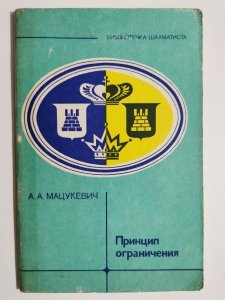 БИБЛИОТЕЧКА ШАХМАТИСТА
А. А. МАЦУКЕВИЧ
Принцип
ограничения